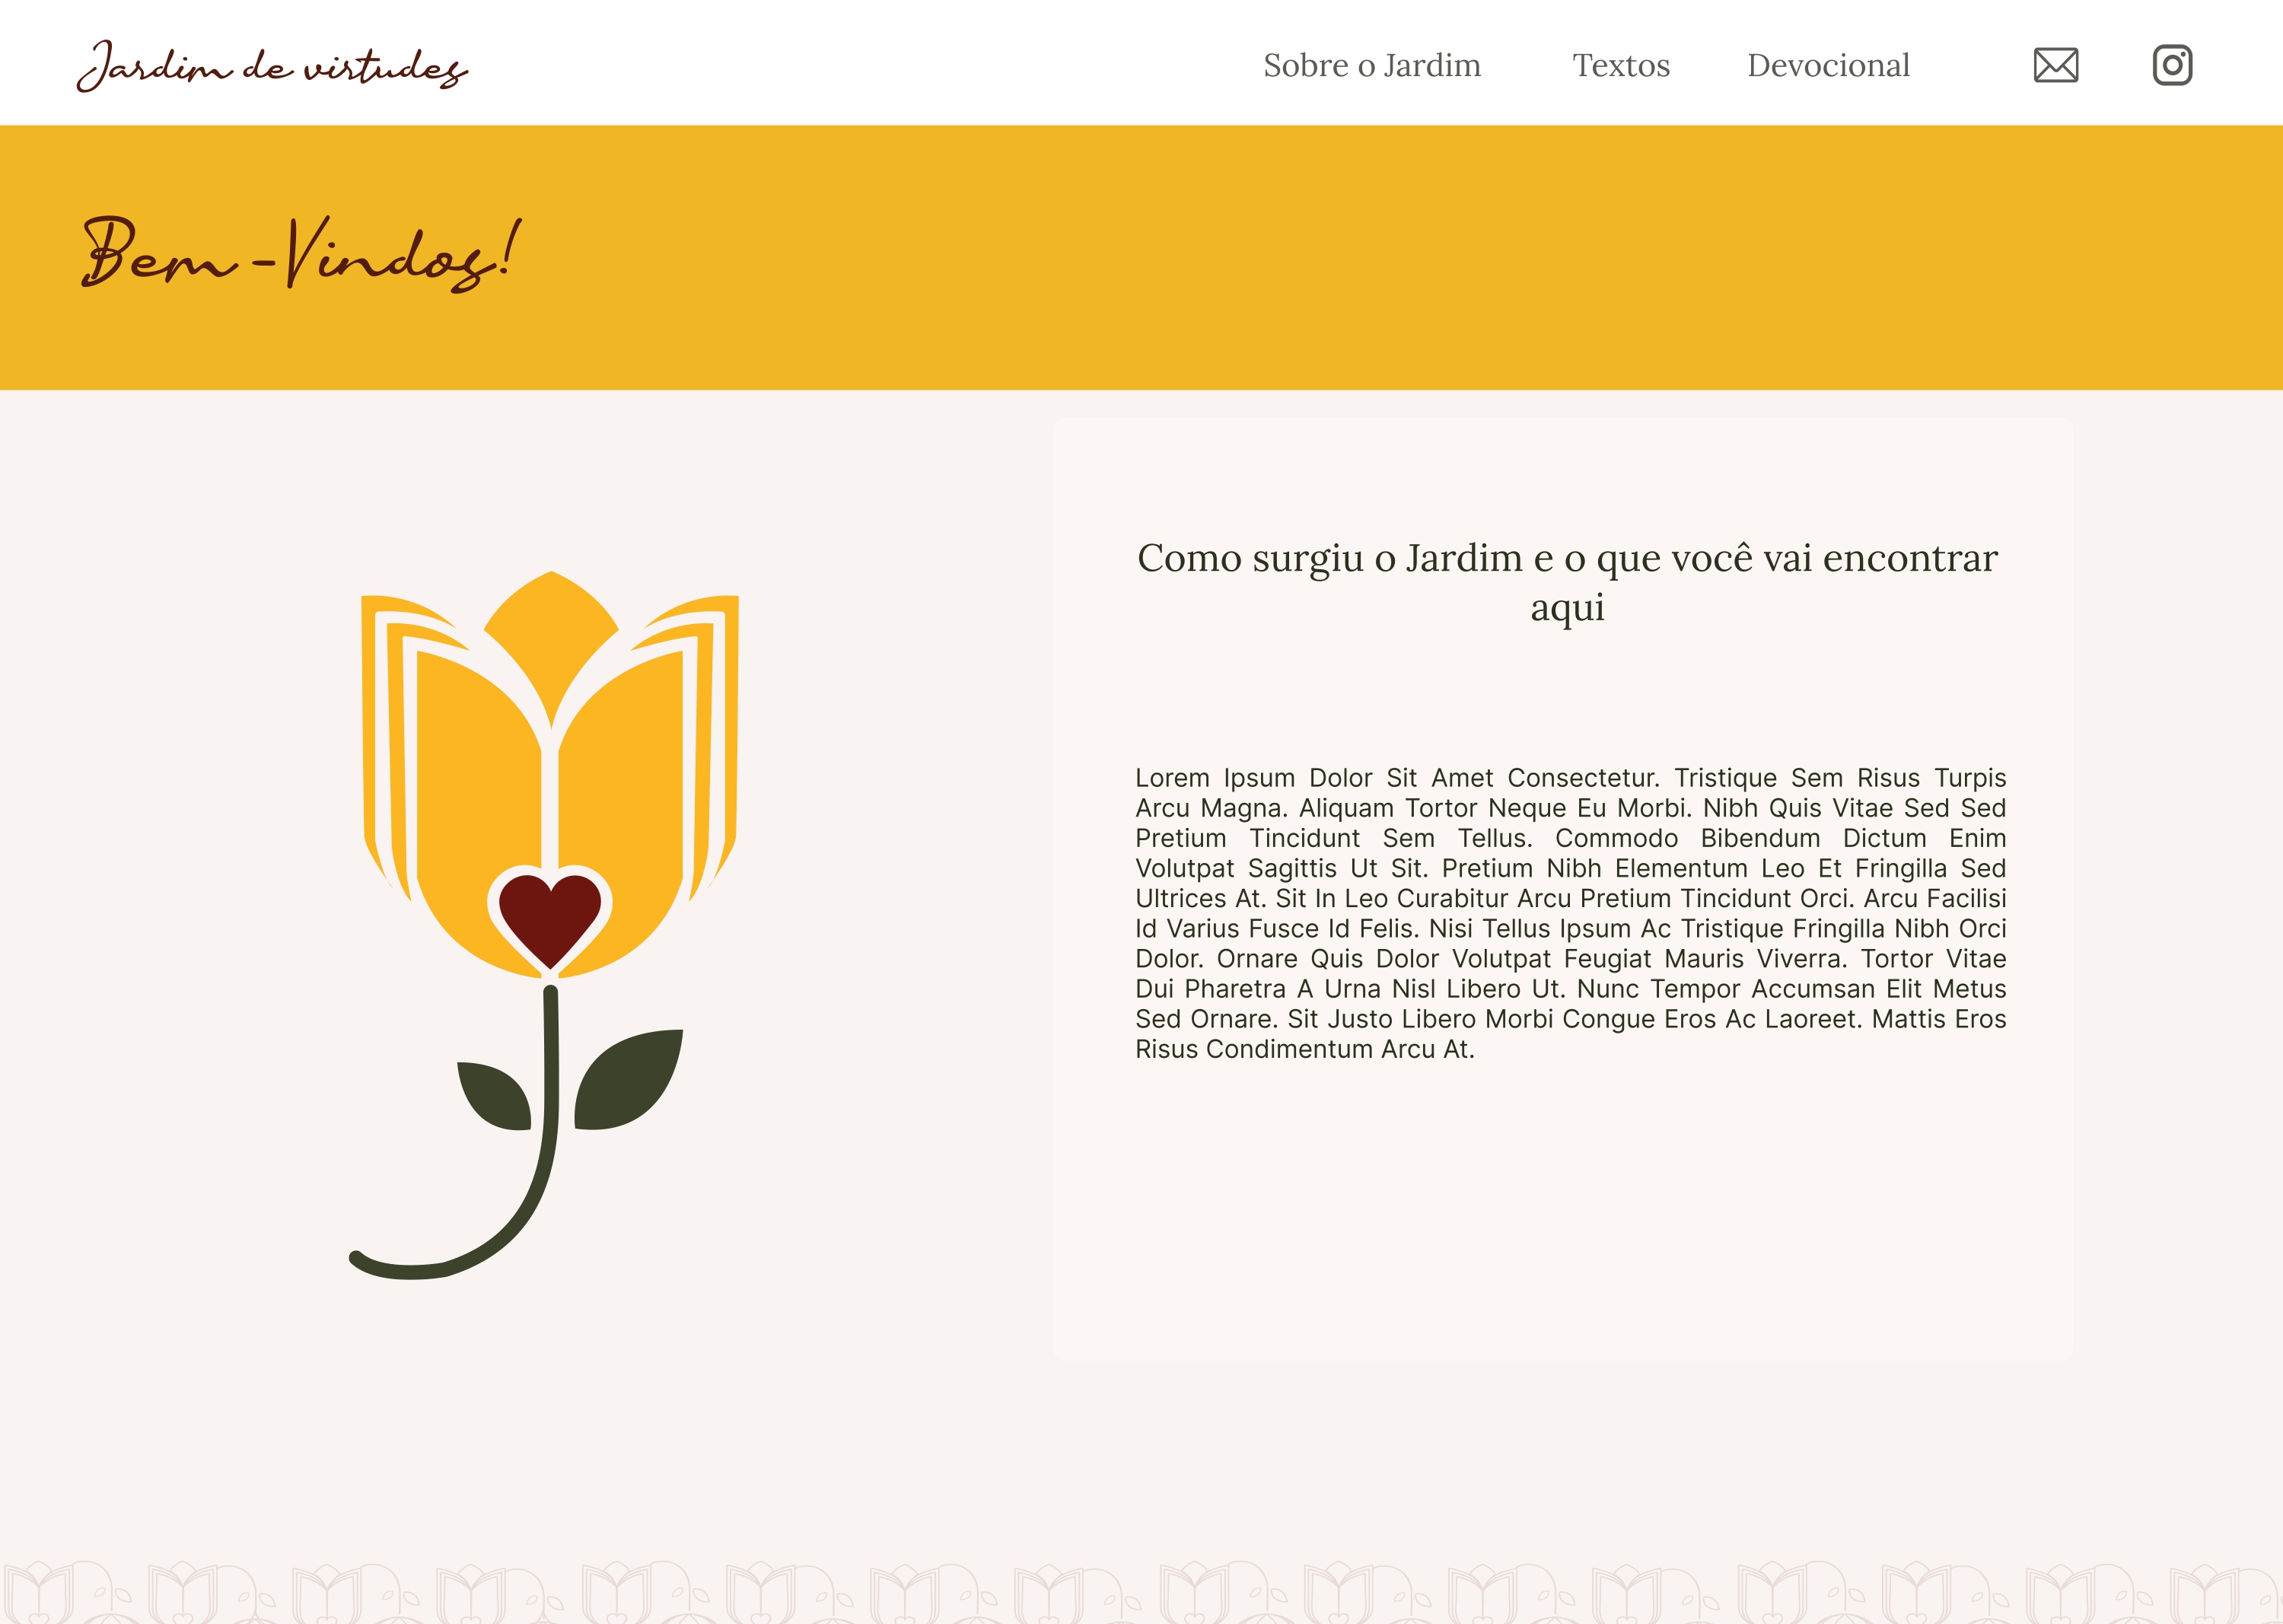 Jardim de virtudes
Sobre o Jardim
Textos
Devocional
Bem-Vindos!
Como surgiu o Jardim e o que você vai encontrar
aqui
Lorem Ipsum Dolor Sit Amet Consectetur. Tristique Sem Risus Turpis
Arcu Magna. Aliquam Tortor Neque Eu Morbi. Nibh Quis Vitae Sed Sed
Pretium Tincidunt Sem Tellus. Commodo Bibendum Dictum Enim
Volutpat Sagittis Ut Sit. Pretium Nibh Elementum Leo Et Fringilla Sed
Ultrices At. Sit In Leo Curabitur Arcu Pretium Tincidunt Orci. Arcu Facilisi
Id Varius Fusce Id Felis. Nisi Tellus Ipsum Ac Tristique Fringilla Nibh Orci
Dolor. Ornare Quis Dolor Volutpat Feugiat Mauris Viverra. Tortor Vitae
Dui Pharetra A Urna Nisl Libero Ut. Nunc Tempor Accumsan Elit Metus
Sed Ornare. Sit Justo Libero Morbi Congue Eros Ac Laoreet. Mattis Eros
Risus Condimentum Arcu At.